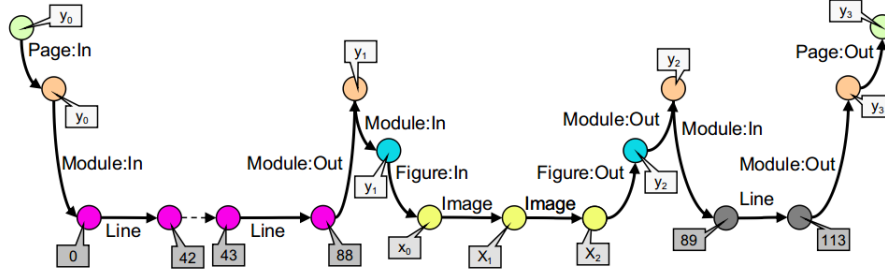 y₀ y₃
Page:In y₁ y₂ Page:Out
y₀ y₃
Module:In Module:Out Module:In
Module:In Module:Out y₁ Figure:In Figure:Out y₂ Module:Out
Line Line Image Image Line
0 42 43 88 x₀ X₁ X₂ 89 113